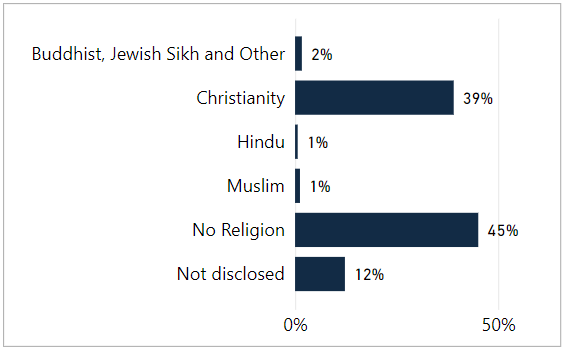 Buddhist, Jewish Sikh and Other 2%
Christianity 39%
Hindu 1%
Muslim 1%
No Religion 45%
Not disclosed 12%
0% 50%